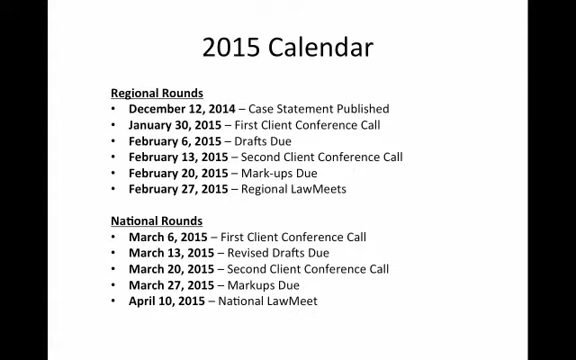 2015 Calendar
Regional Rounds
• December 12, 2014 – Case Statement Published
• January 30, 2015 – First Client Conference Call
• February 6, 2015 – Drafts Due
• February 13, 2015 – Second Client Conference Call
• February 20, 2015 – Mark-ups Due
• February 27, 2015 – Regional LawMeets
National Rounds
• March 6, 2015 – First Client Conference Call
• March 13, 2015 – Revised Drafts Due
• March 20, 2015 – Second Client Conference Call
• March 27, 2015 – Markups Due
• April 10, 2015 – National LawMeet